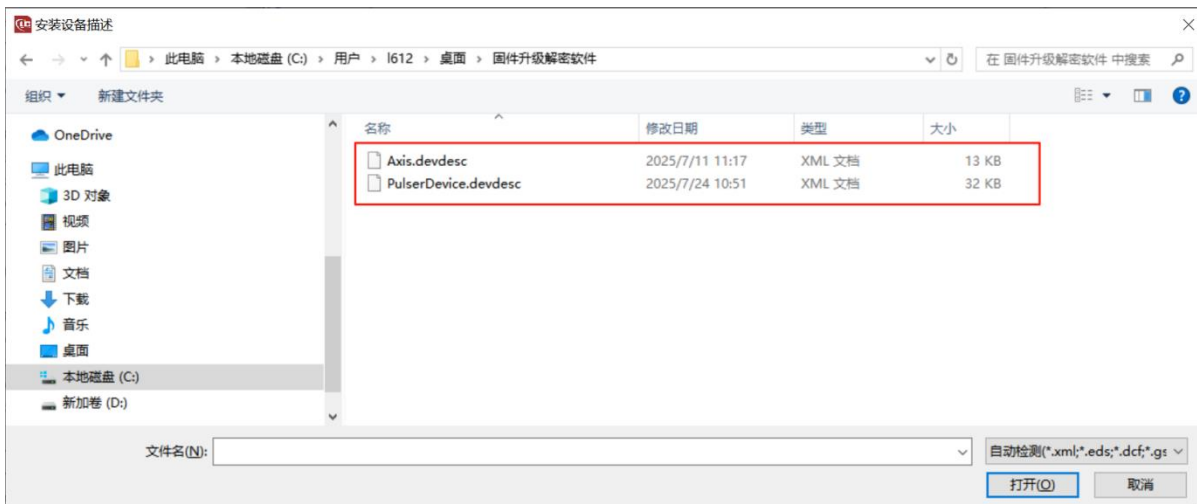 安装设备描述
此电脑 › 本地磁盘 (C:) › 用户 › l612 › 桌面 › 固件升级解密软件
在 固件升级解密软件 中搜索
组织 新建文件夹
名称 修改日期 类型 大小
OneDrive
此电脑
3D 对象
视频
图片
文档
下载
音乐
桌面
本地磁盘 (C:)
新加卷 (D:)
Axis.devdesc 2025/7/11 11:17 XML 文档 13 KB
PulserDevice.devdesc 2025/7/24 10:51 XML 文档 32 KB
文件名(N):
自动检测(*.xml;*.eds;*.dcf;*.gs
打开(O) 取消